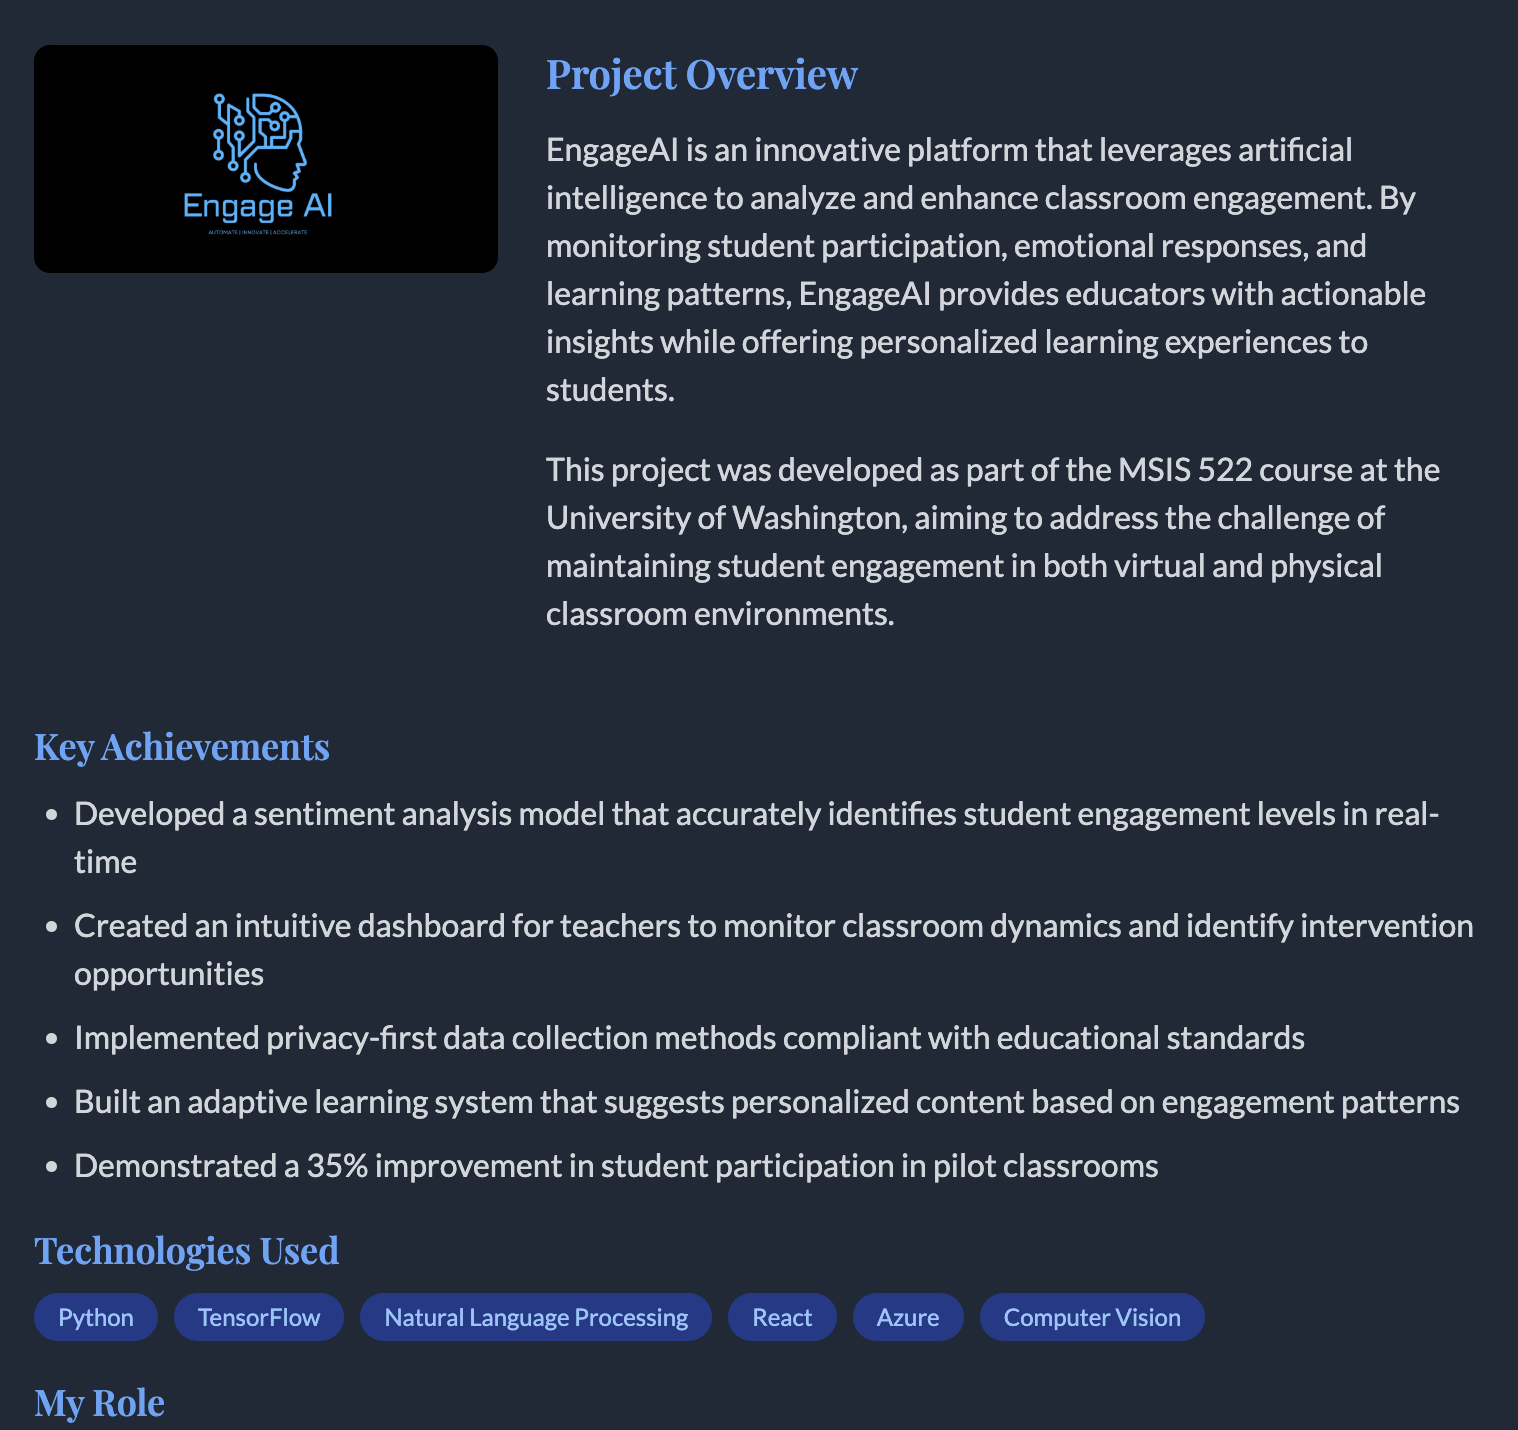 Engage AI
AUTOMATE | INNOVATE | ACCELERATE
Project Overview
EngageAI is an innovative platform that leverages artificial
intelligence to analyze and enhance classroom engagement. By
monitoring student participation, emotional responses, and
learning patterns, EngageAI provides educators with actionable
insights while offering personalized learning experiences to
students.
This project was developed as part of the MSIS 522 course at the
University of Washington, aiming to address the challenge of
maintaining student engagement in both virtual and physical
classroom environments.
Key Achievements
• Developed a sentiment analysis model that accurately identifies student engagement levels in real-
time
• Created an intuitive dashboard for teachers to monitor classroom dynamics and identify intervention
opportunities
• Implemented privacy-first data collection methods compliant with educational standards
• Built an adaptive learning system that suggests personalized content based on engagement patterns
• Demonstrated a 35% improvement in student participation in pilot classrooms
Technologies Used
Python TensorFlow Natural Language Processing React Azure Computer Vision
My Role